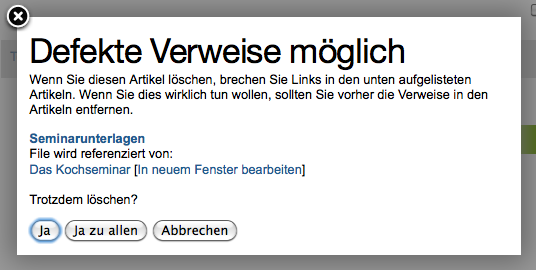 Defekte Verweise möglich
Wenn Sie diesen Artikel löschen, brechen Sie Links in den unten aufgelisteten
Artikeln. Wenn Sie dies wirklich tun wollen, sollten Sie vorher die Verweise in den
Artikeln entfernen.
Seminarunterlagen
File wird referenziert von:
Das Kochseminar [In neuem Fenster bearbeiten]
Trotzdem löschen?
Ja Ja zu allen Abbrechen